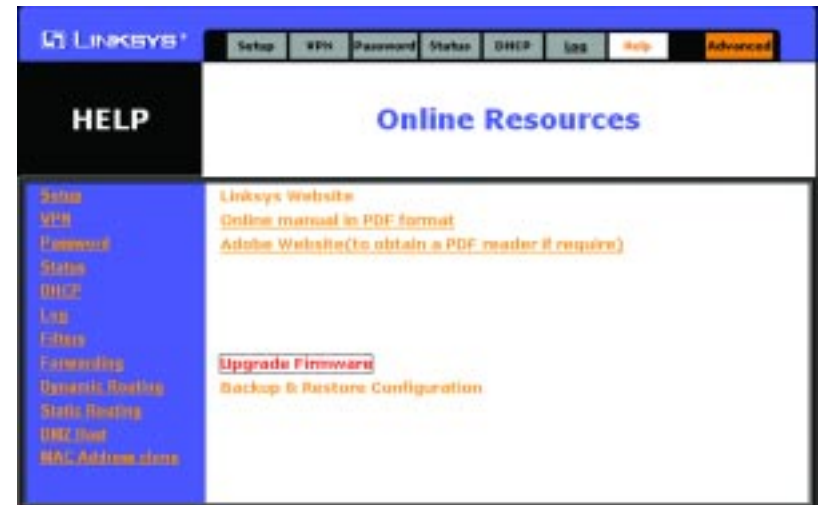 LINKSYS®
Setup VPN Password Status DHCP Log Help Advanced
HELP
Online Resources
Setup
VPN
Password
Status
DHCP
Log
Filters
Forwarding
Dynamic Routing
Static Routing
DMZ Host
MAC Address clone
Linksys Website
Online manual in PDF format
Adobe Website(to obtain a PDF reader if require)
Upgrade Firmware
Backup & Restore Configuration